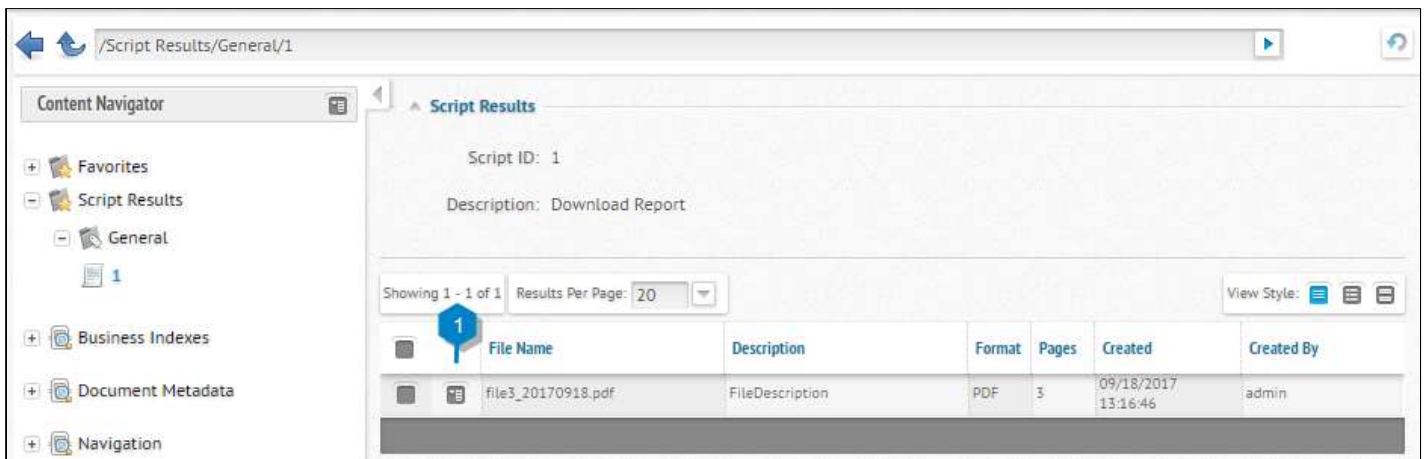 /Script Results/General/1
Content Navigator
Favorites
Script Results
General
1
Business Indexes
Document Metadata
Navigation
Script Results
Script ID: 1
Description: Download Report
Showing 1 - 1 of 1 Results Per Page: 20 View Style:
1
File Name Description Format Pages Created Created By
file3_20170918.pdf FileDescription PDF 3 09/18/2017 13:16:46 admin